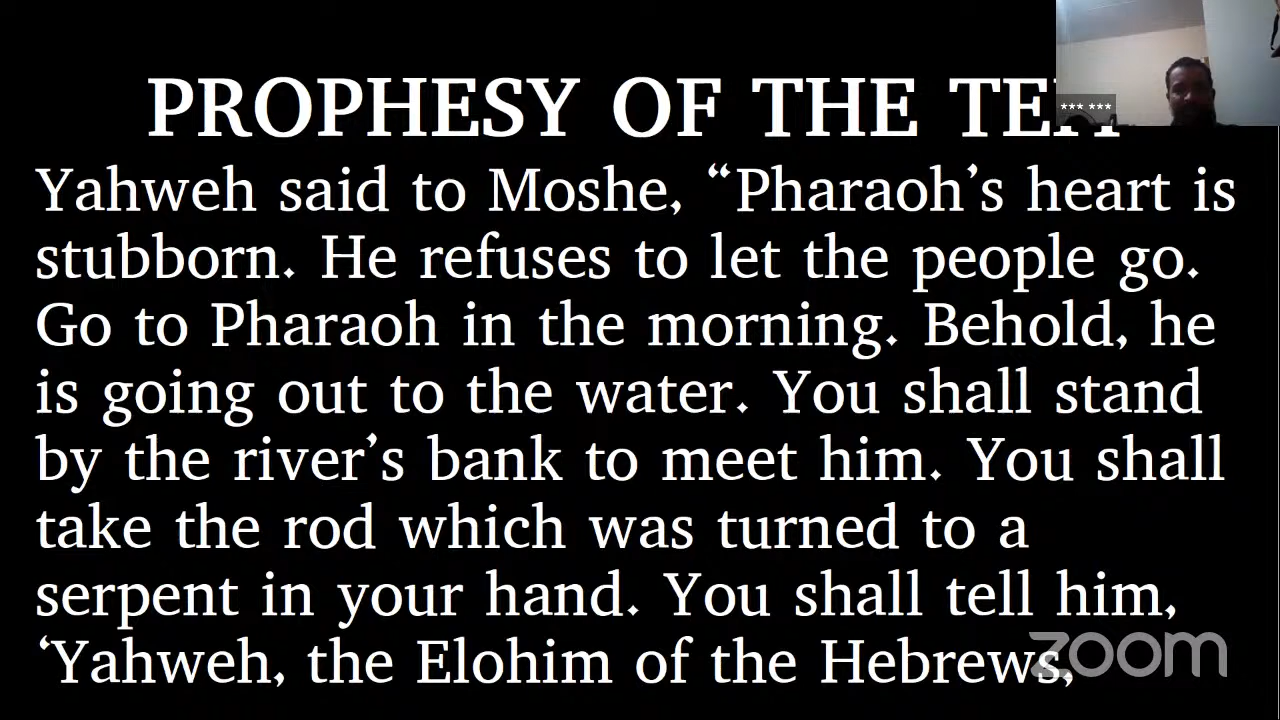 PROPHESY OF THE
*** ***
Yahweh said to Moshe, “Pharaoh’s heart is
stubborn. He refuses to let the people go.
Go to Pharaoh in the morning. Behold, he
is going out to the water. You shall stand
by the river’s bank to meet him. You shall
take the rod which was turned to a
serpent in your hand. You shall tell him,
‘Yahweh, the Elohim of the Hebrews,
zoom